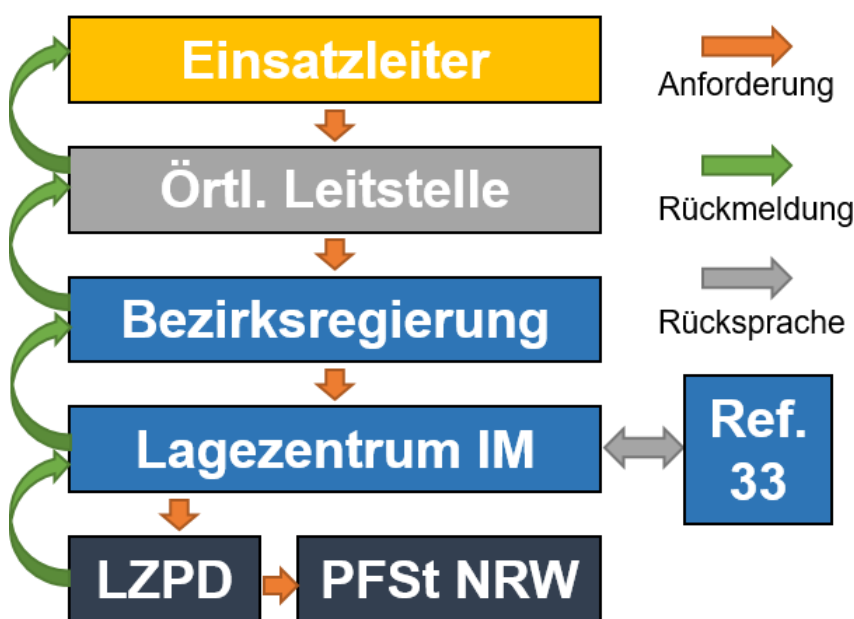 Einsatzleiter
Anforderung
Örtl. Leitstelle
Rückmeldung
Bezirksregierung
Rücksprache
Lagezentrum IM
Ref.
33
LZPD
PFSt NRW